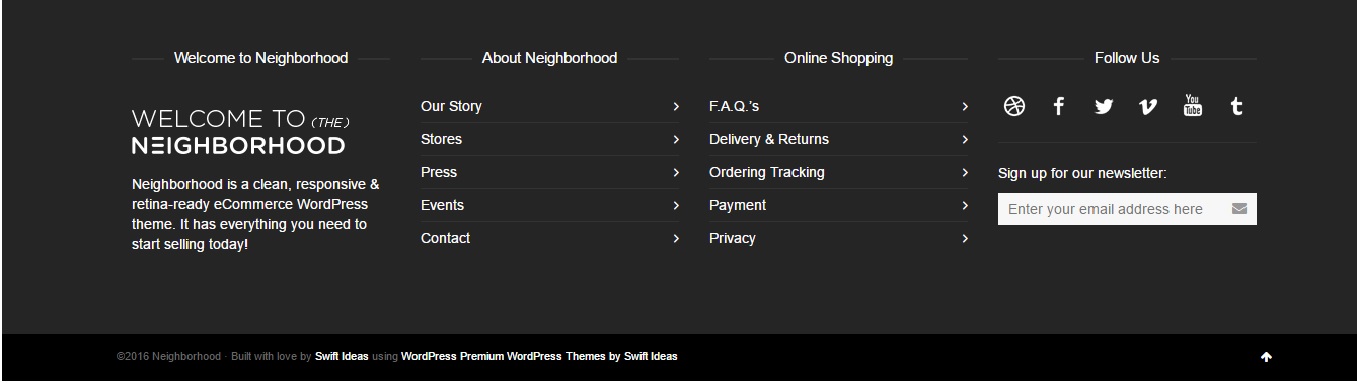 Welcome to Neighborhood
WELCOME TO (THE)
NEIGHBORHOOD
Neighborhood is a clean, responsive &
retina-ready eCommerce WordPress
theme. It has everything you need to
start selling today!
About Neighborhood
Our Story
Stores
Press
Events
Contact
Online Shopping
F.A.Q.'s
Delivery & Returns
Ordering Tracking
Payment
Privacy
Follow Us
You
Tube
Sign up for our newsletter:
Enter your email address here
©2016 Neighborhood · Built with love by Swift Ideas using WordPress Premium WordPress Themes by Swift Ideas